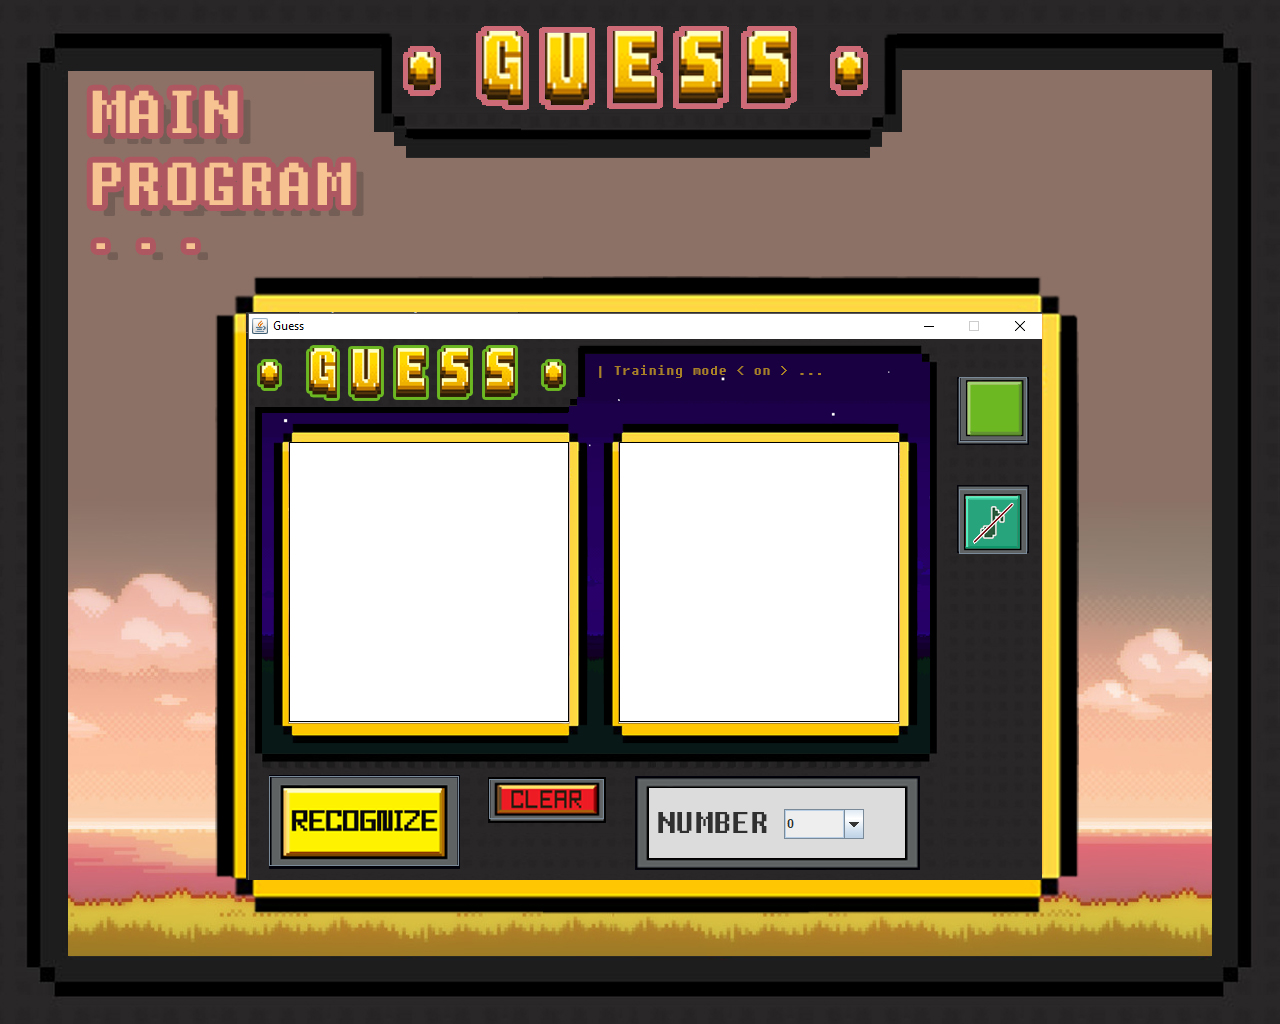 GUESS
MAIN
PROGRAM
...
Guess
GUESS
| Training mode < on > ...
RECOGNIZE
CLEAR
NUMBER 0